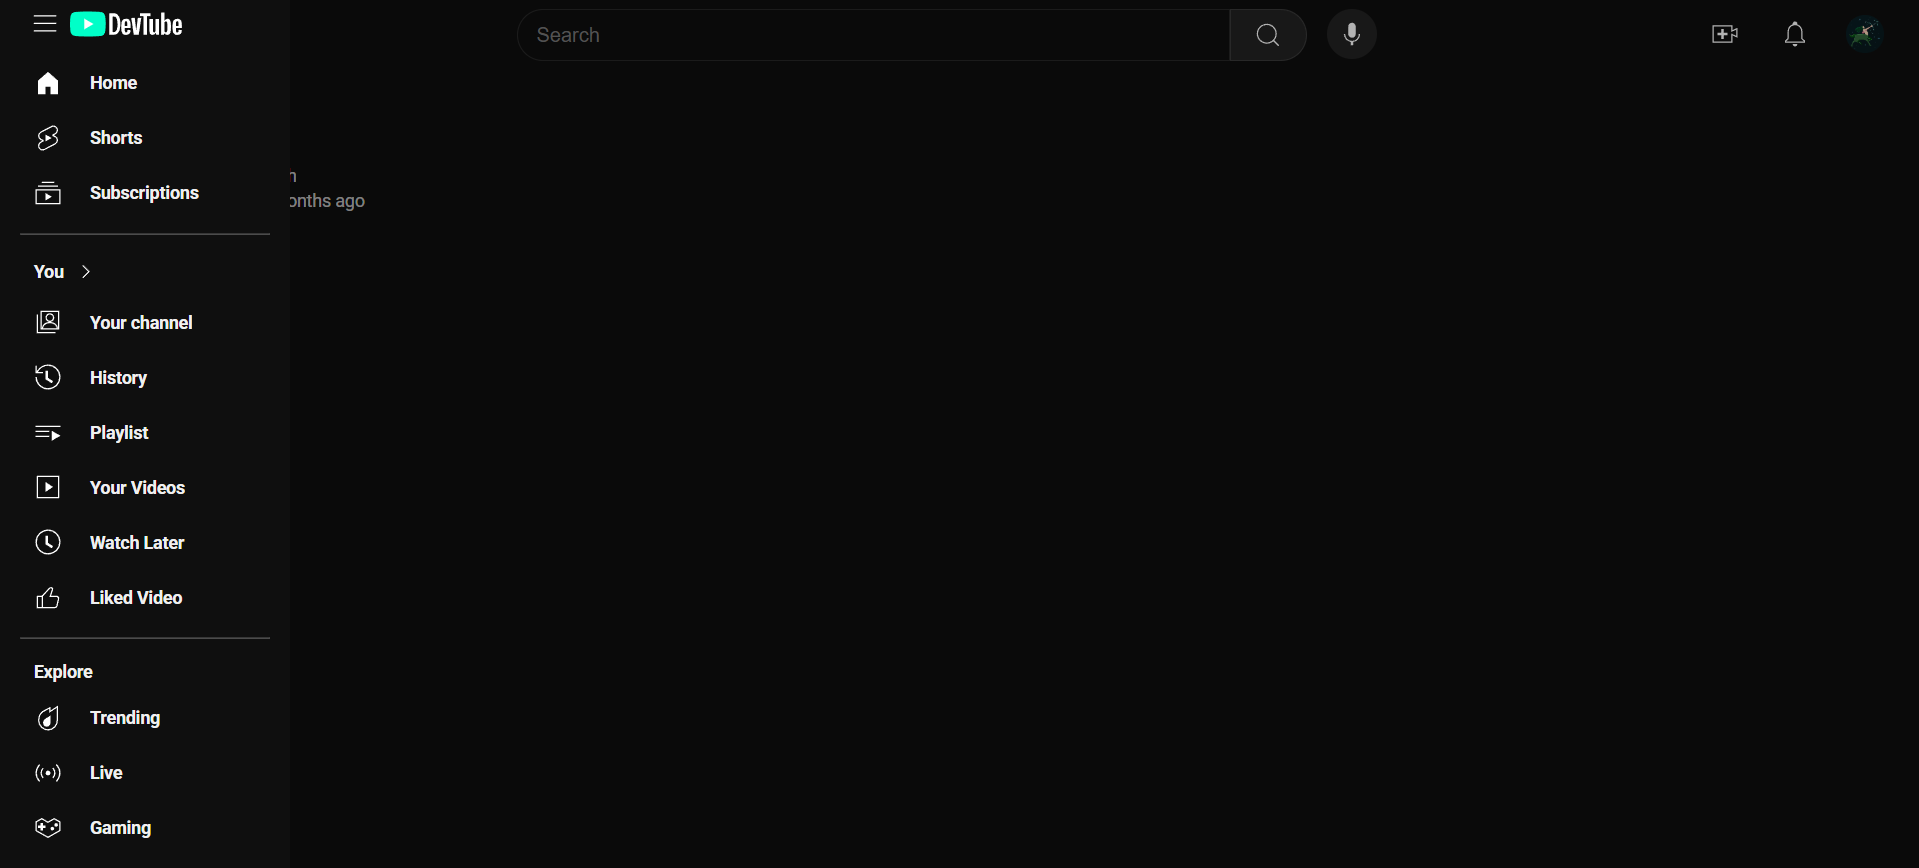 DevTube
Search
Home
Shorts
Subscriptions
onths ago
You
Your channel
History
Playlist
Your Videos
Watch Later
Liked Video
Explore
Trending
Live
Gaming